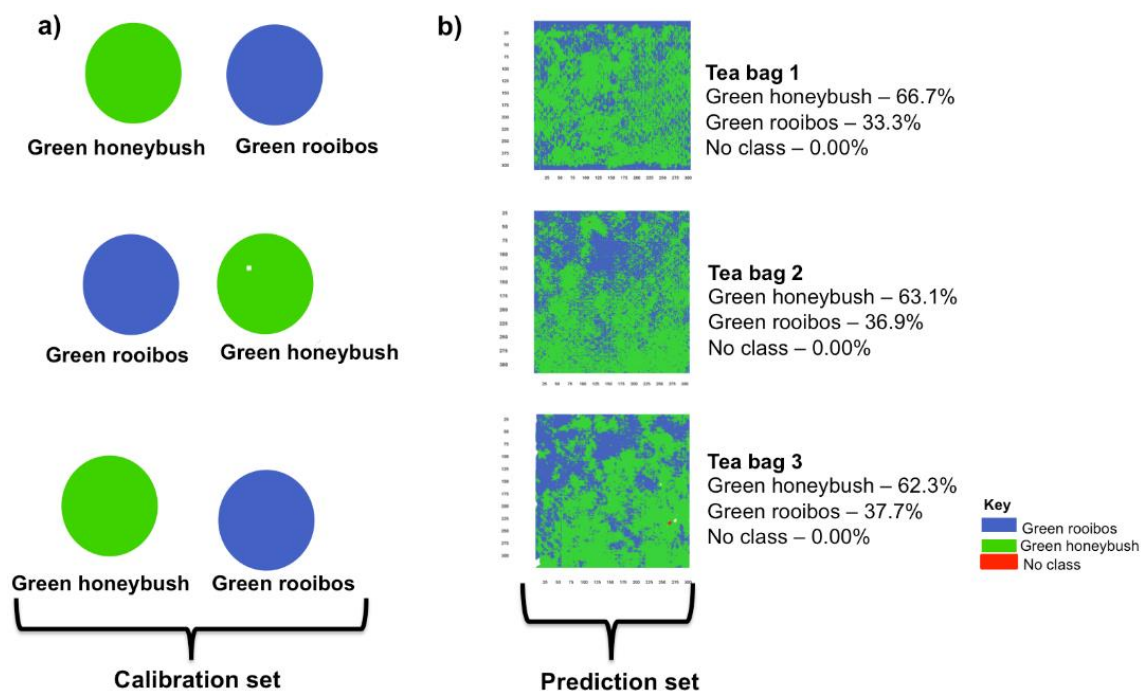 a)
Green honeybush
Green rooibos
Green rooibos
Green honeybush
Green honeybush
Green rooibos
Calibration set
b)
Tea bag 1
Green honeybush – 66.7%
Green rooibos – 33.3%
No class – 0.00%
Tea bag 2
Green honeybush – 63.1%
Green rooibos – 36.9%
No class – 0.00%
Tea bag 3
Green honeybush – 62.3%
Green rooibos – 37.7%
No class – 0.00%
Prediction set
Key
Green rooibos
Green honeybush
No class